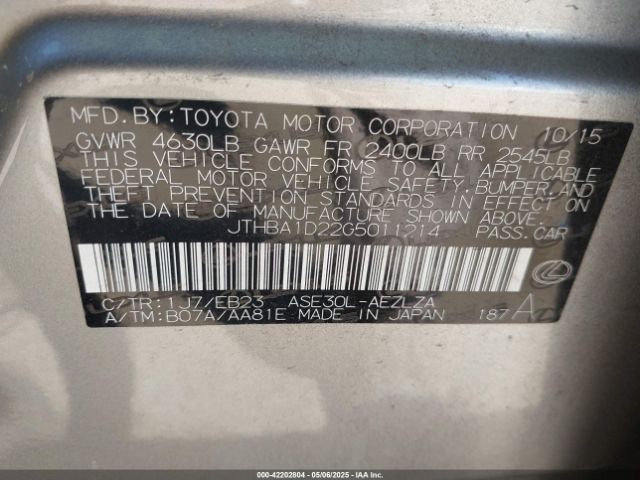 MFD. BY: TOYOTA MOTOR CORPORATION 10/15
GVWR 4630LB GAWR FR 2400LB RR 2545LB
THIS VEHICLE CONFORMS TO ALL APPLICABLE
FEDERAL MOTOR VEHICLE SAFETY, BUMPER, AND
THEFT PREVENTION STANDARDS IN EFFECT ON
THE DATE OF MANUFACTURE SHOWN ABOVE.
JTHBA1D22G5011214 PASS. CAR
C/TR: 1J7/EB23 ASE30L-AEZLZA
A/TM: B07A/AA81E MADE IN JAPAN 187 A
000-42202804 | 05/06/2025 | IAA Inc.